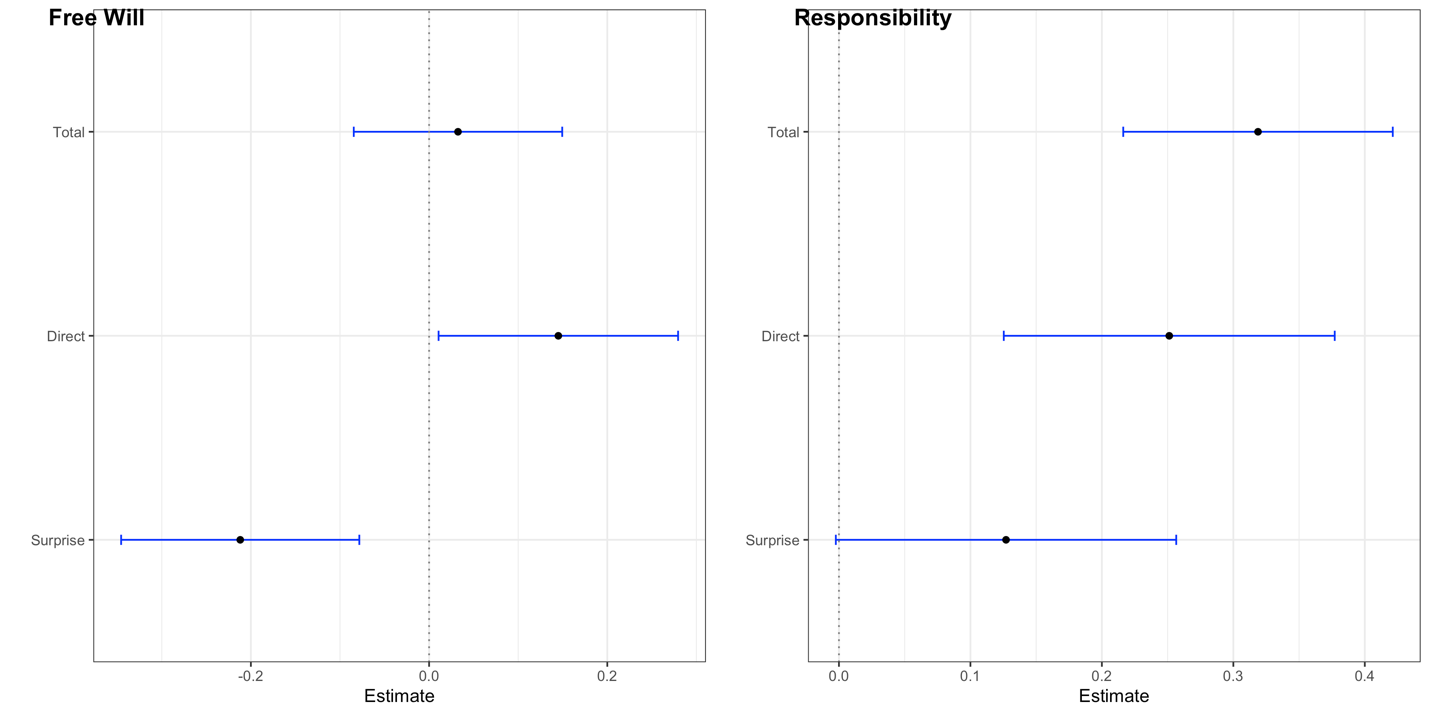 Free Will
Total
Direct
Surprise
-0.2 0.0 0.2
Estimate
Responsibility
Total
Direct
Surprise
0.0 0.1 0.2 0.3 0.4
Estimate